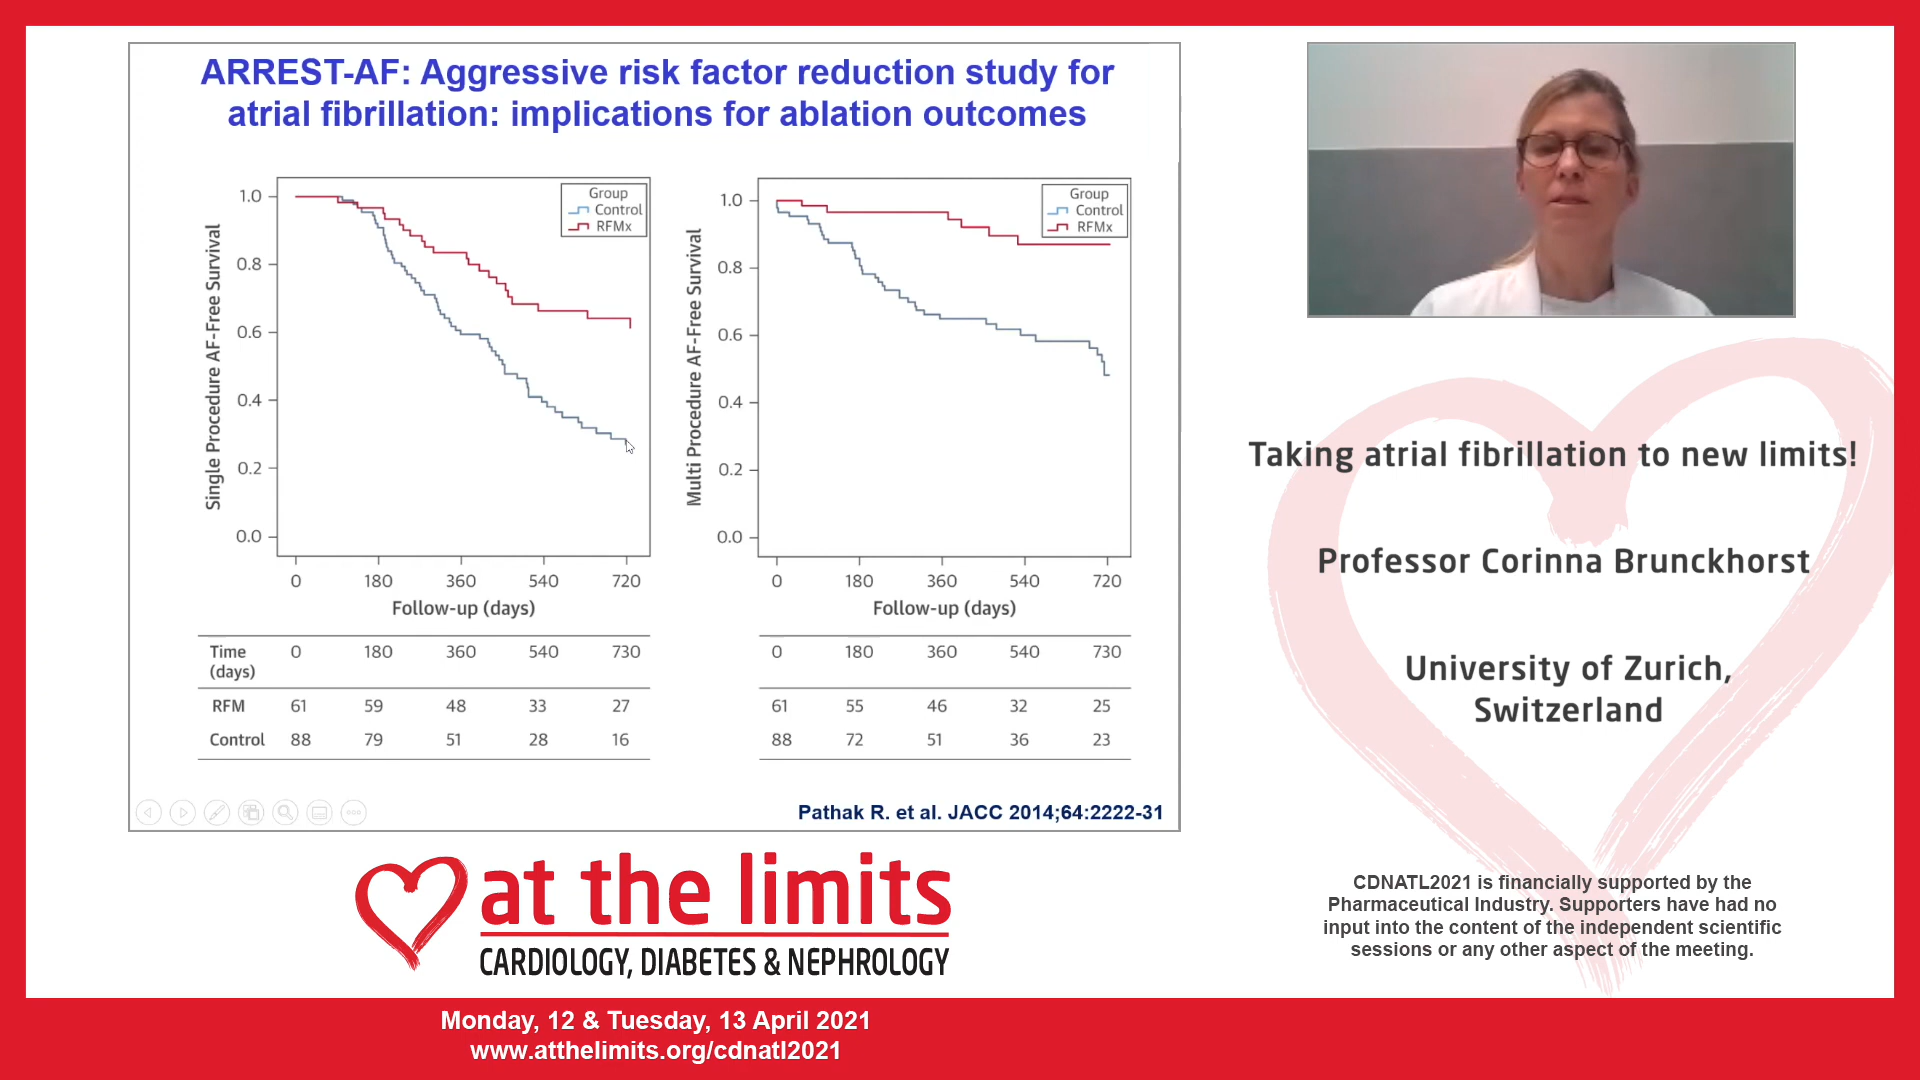 ARREST-AF: Aggressive risk factor reduction study for
atrial fibrillation: implications for ablation outcomes
Single Procedure AF-Free Survival
1.0
0.8
0.6
0.4
0.2
0.0
Group
Control
RFMx
0 180 360 540 720
Follow-up (days)
Multi Procedure AF-Free Survival
1.0
0.8
0.6
0.4
0.2
0.0
Group
Control
RFMx
0 180 360 540 720
Follow-up (days)
Time (days) 0 180 360 540 730
RFM 61 59 48 33 27
Control 88 79 51 28 16
0 180 360 540 730
61 55 46 32 25
88 72 51 36 23
Pathak R. et al. JACC 2014;64:2222-31
Taking atrial fibrillation to new limits!
Professor Corinna Brunckhorst
University of Zurich,
Switzerland
CDNATL2021 is financially supported by the
Pharmaceutical Industry. Supporters have had no
input into the content of the independent scientific
sessions or any other aspect of the meeting.
at the limits
CARDIOLOGY, DIABETES & NEPHROLOGY
Monday, 12 & Tuesday, 13 April 2021
www.atthelimits.org/cdnatl2021